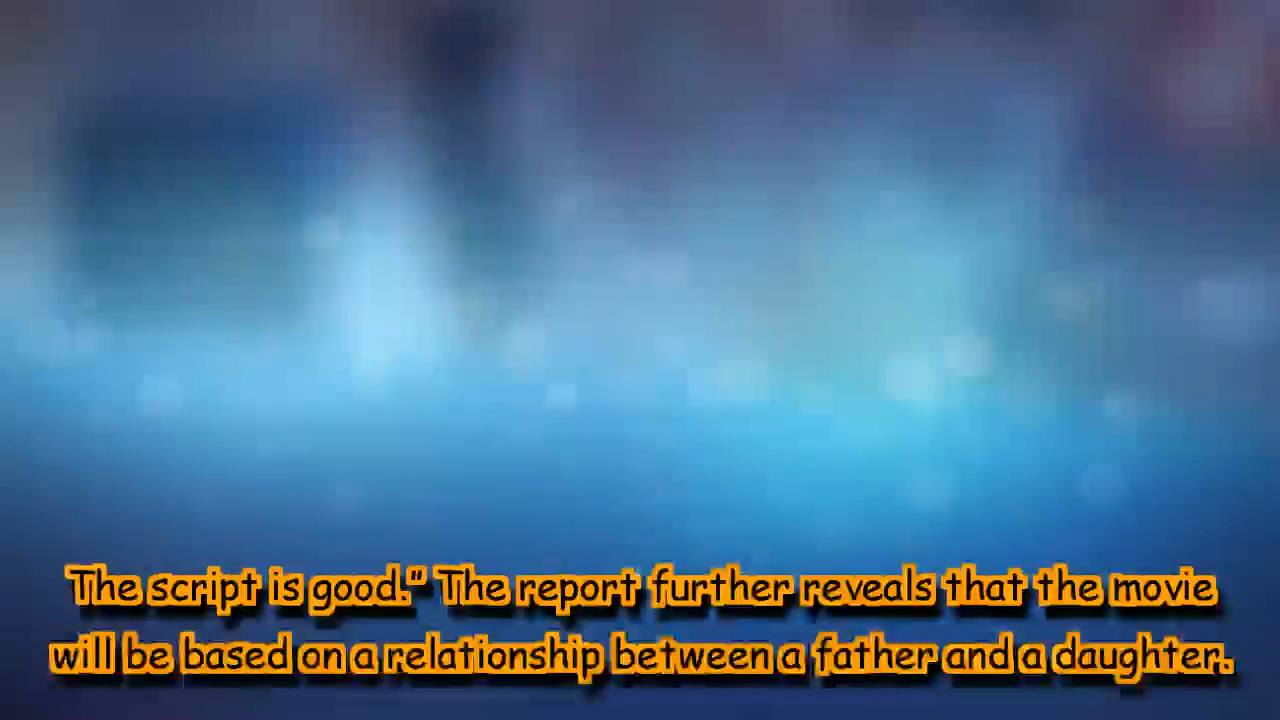 The script is good." The report further reveals that the movie
will be based on a relationship between a father and a daughter.